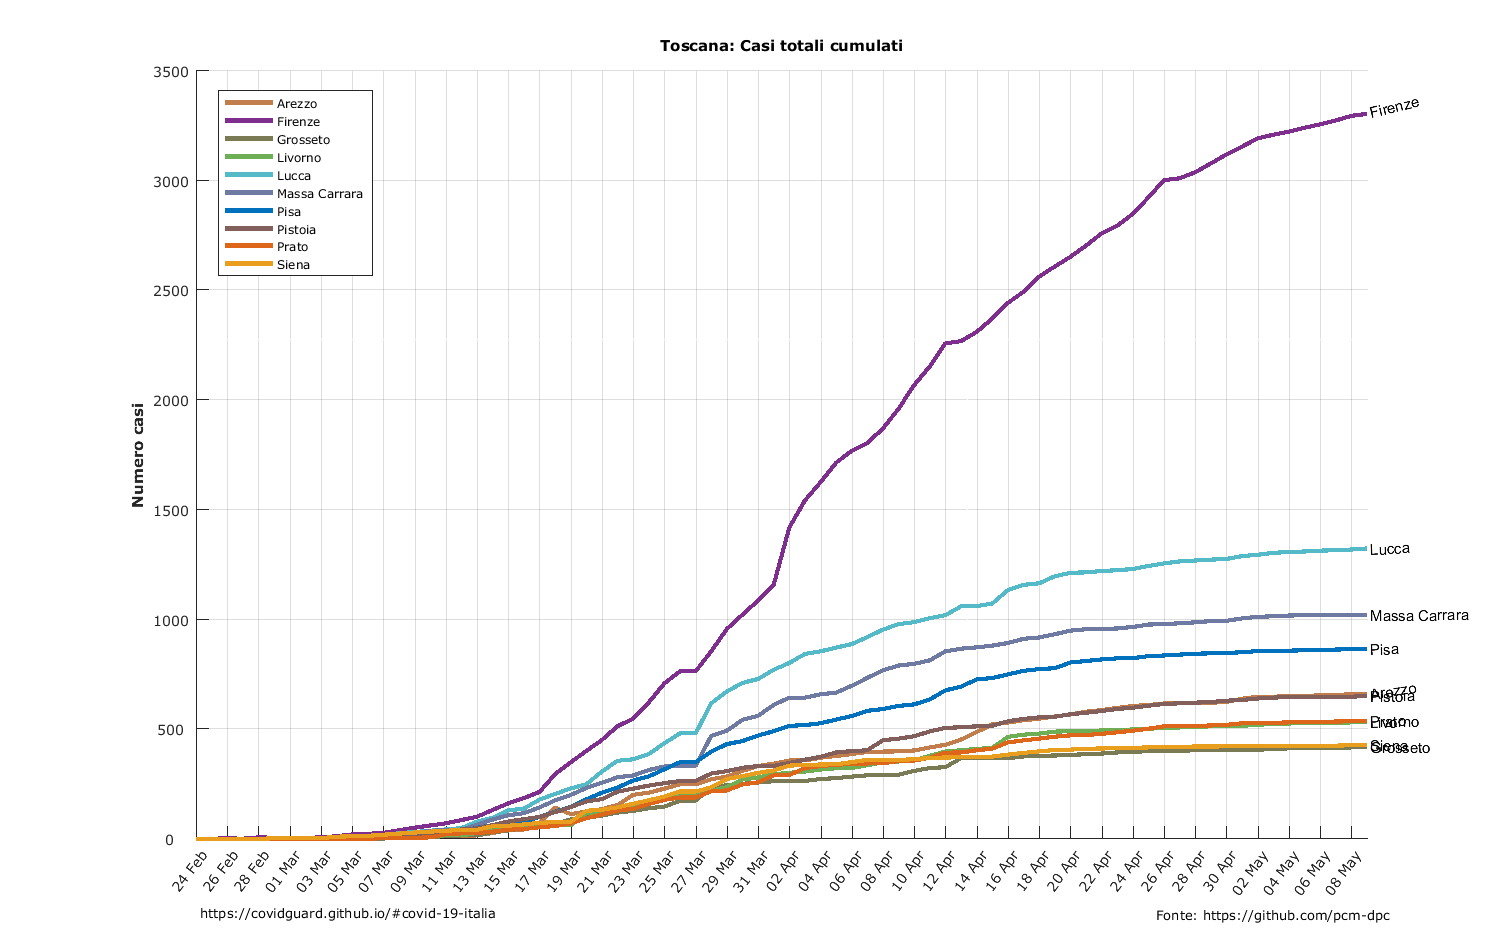 Toscana: Casi totali cumulati
Numero casi
3500
3000
2500
2000
1500
1000
500
0
Arezzo
Firenze
Grosseto
Livorno
Lucca
Massa Carrara
Pisa
Pistoia
Prato
Siena
Firenze
Lucca
Massa Carrara
Pisa
Arezzo
Pistoia
Prato
Livorno
Siena
Grosseto
24 Feb
26 Feb
28 Feb
01 Mar
03 Mar
05 Mar
07 Mar
09 Mar
11 Mar
13 Mar
15 Mar
17 Mar
19 Mar
21 Mar
23 Mar
25 Mar
27 Mar
29 Mar
31 Mar
02 Apr
04 Apr
06 Apr
08 Apr
10 Apr
12 Apr
14 Apr
16 Apr
18 Apr
20 Apr
22 Apr
24 Apr
26 Apr
28 Apr
30 Apr
02 May
04 May
06 May
08 May
https://covidguard.github.io/#covid-19-italia
Fonte: https://github.com/pcm-dpc